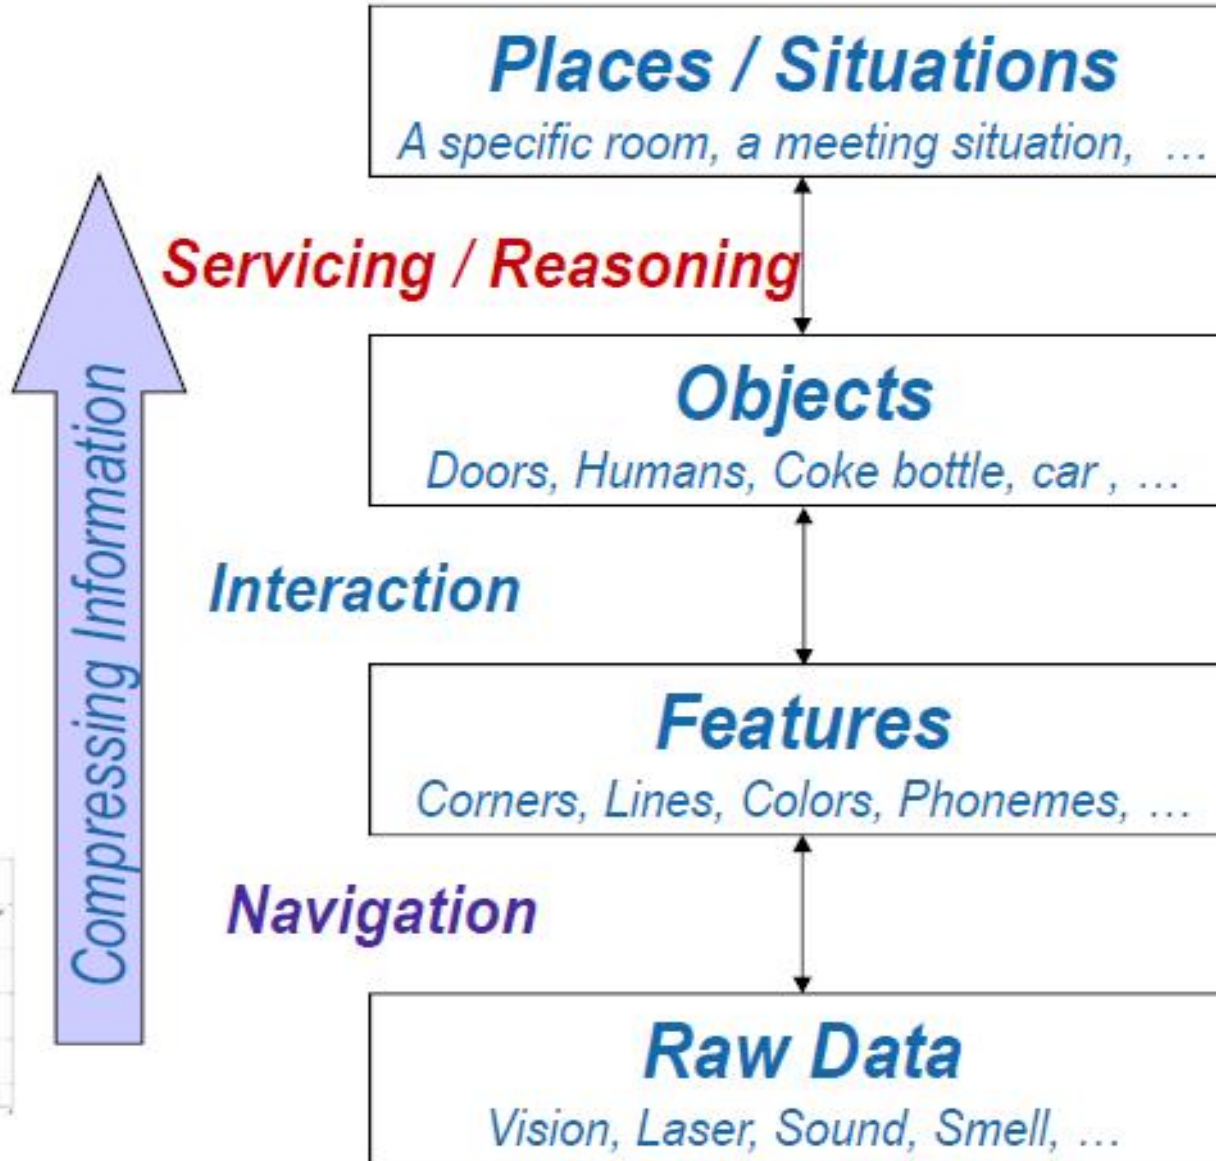 Places / Situations
A specific room, a meeting situation, ...
Servicing / Reasoning
Objects
Doors, Humans, Coke bottle, car , ...
Interaction
Features
Corners, Lines, Colors, Phonemes, ...
Navigation
Raw Data
Vision, Laser, Sound, Smell, ...
Compressing Information